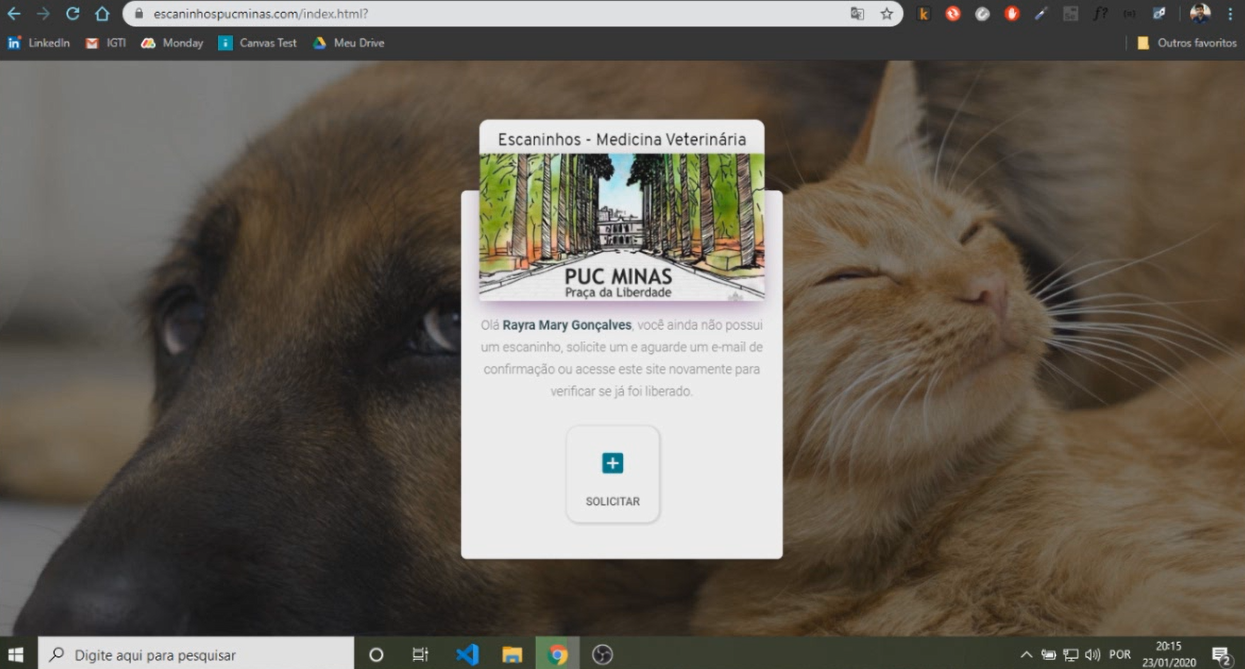 escaninhospucminas.com/index.html?
LinkedIn IGTI Monday Canvas Test Meu Drive Outros favoritos
Escaninhos - Medicina Veterinária
PUC MINAS
Praça da Liberdade
Olá Rayra Mary Gonçalves, você ainda não possui
um escaninho, solicite um e aguarde um e-mail de
confirmação ou acesse este site novamente para
verificar se já foi liberado.
SOLICITAR
Digite aqui para pesquisar
POR
20:15
23/01/2020
2